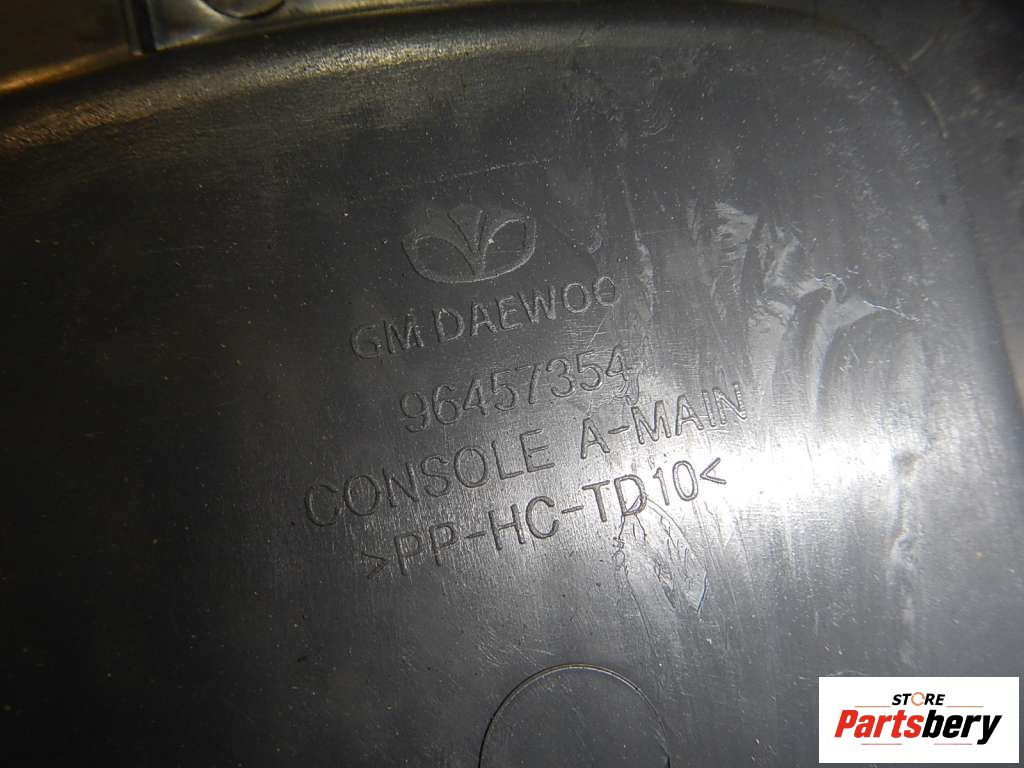 GM DAEWOO
96457354
CONSOLE A-MAIN
>PP-HC-TD10<
STORE
Partsbery